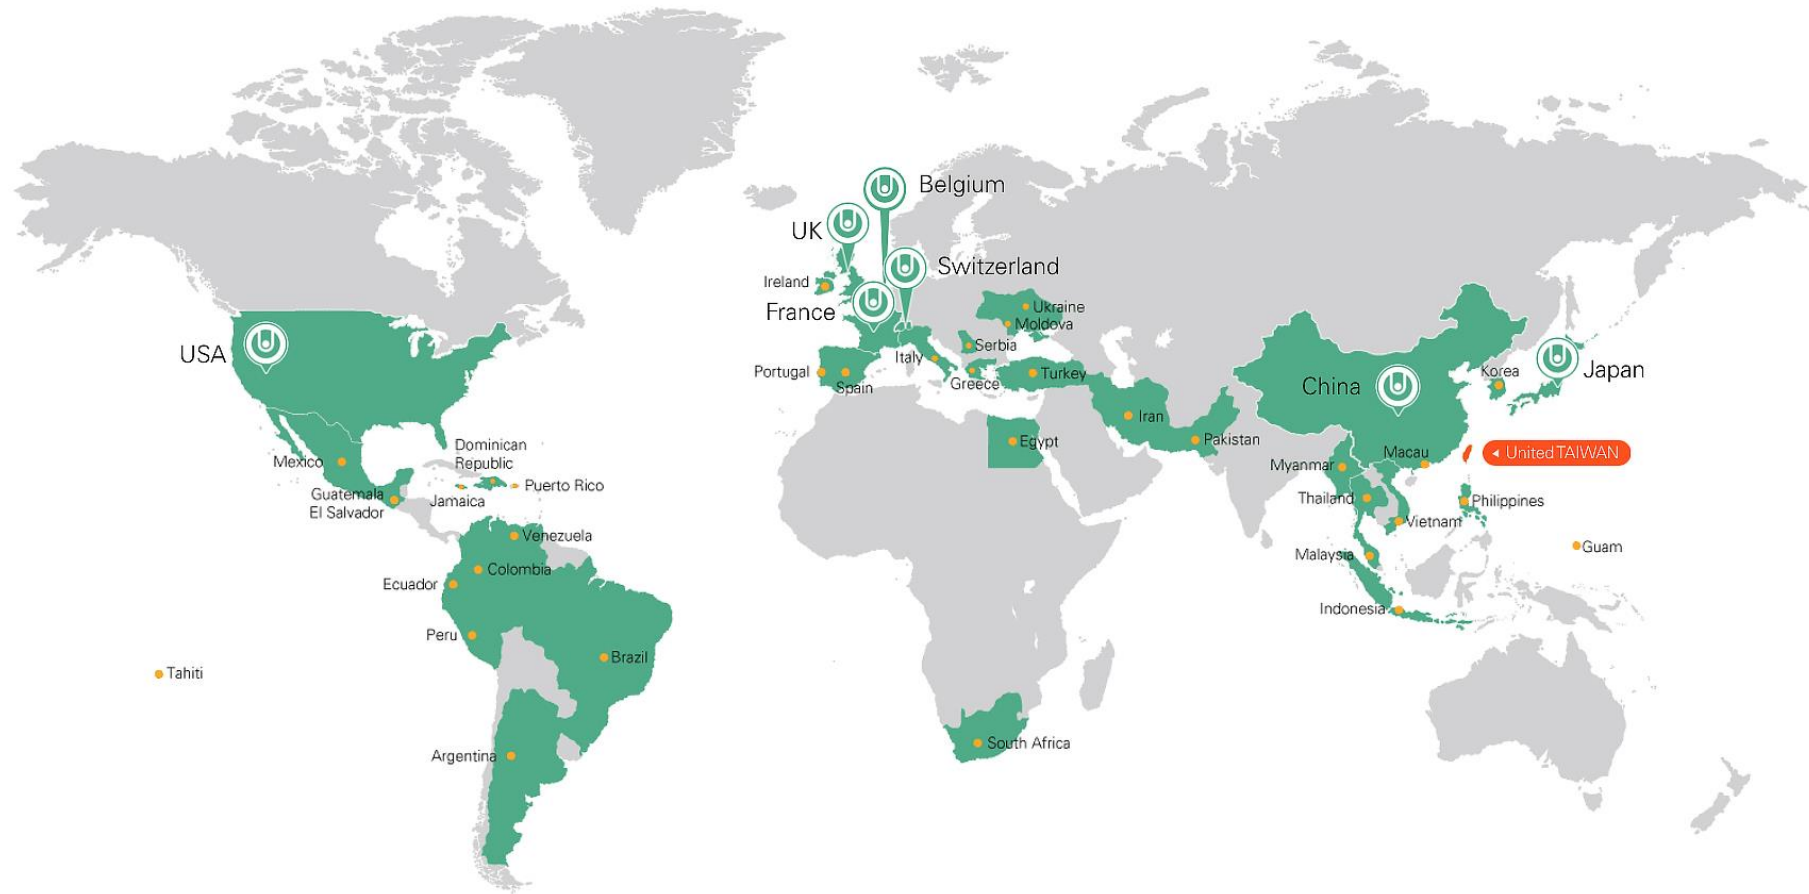 Belgium
UK
Switzerland
Ireland
France
Ukraine
Moldova
USA
Serbia
Italy
Portugal
Spain
Greece
Turkey
Korea
Japan
China
Iran
Egypt
Pakistan
Macau
◄ United TAIWAN
Dominican
Republic
Mexico
Myanmar
Puerto Rico
Guatemala
El Salvador
Jamaica
Thailand
Philippines
Vietnam
Venezuela
Guam
Malaysia
Colombia
Ecuador
Indonesia
Peru
Brazil
Tahiti
Argentina
South Africa